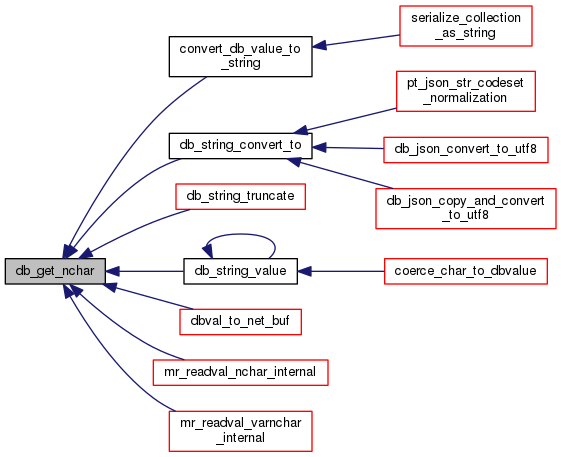 serialize_collection
_as_string
convert_db_value_to
_string
pt_json_str_codeset
_normalization
db_string_convert_to
db_json_convert_to_utf8
db_json_copy_and_convert
_to_utf8
db_string_truncate
db_get_nchar
db_string_value
coerce_char_to_dbvalue
dbval_to_net_buf
mr_readval_nchar_internal
mr_readval_varnchar
_internal